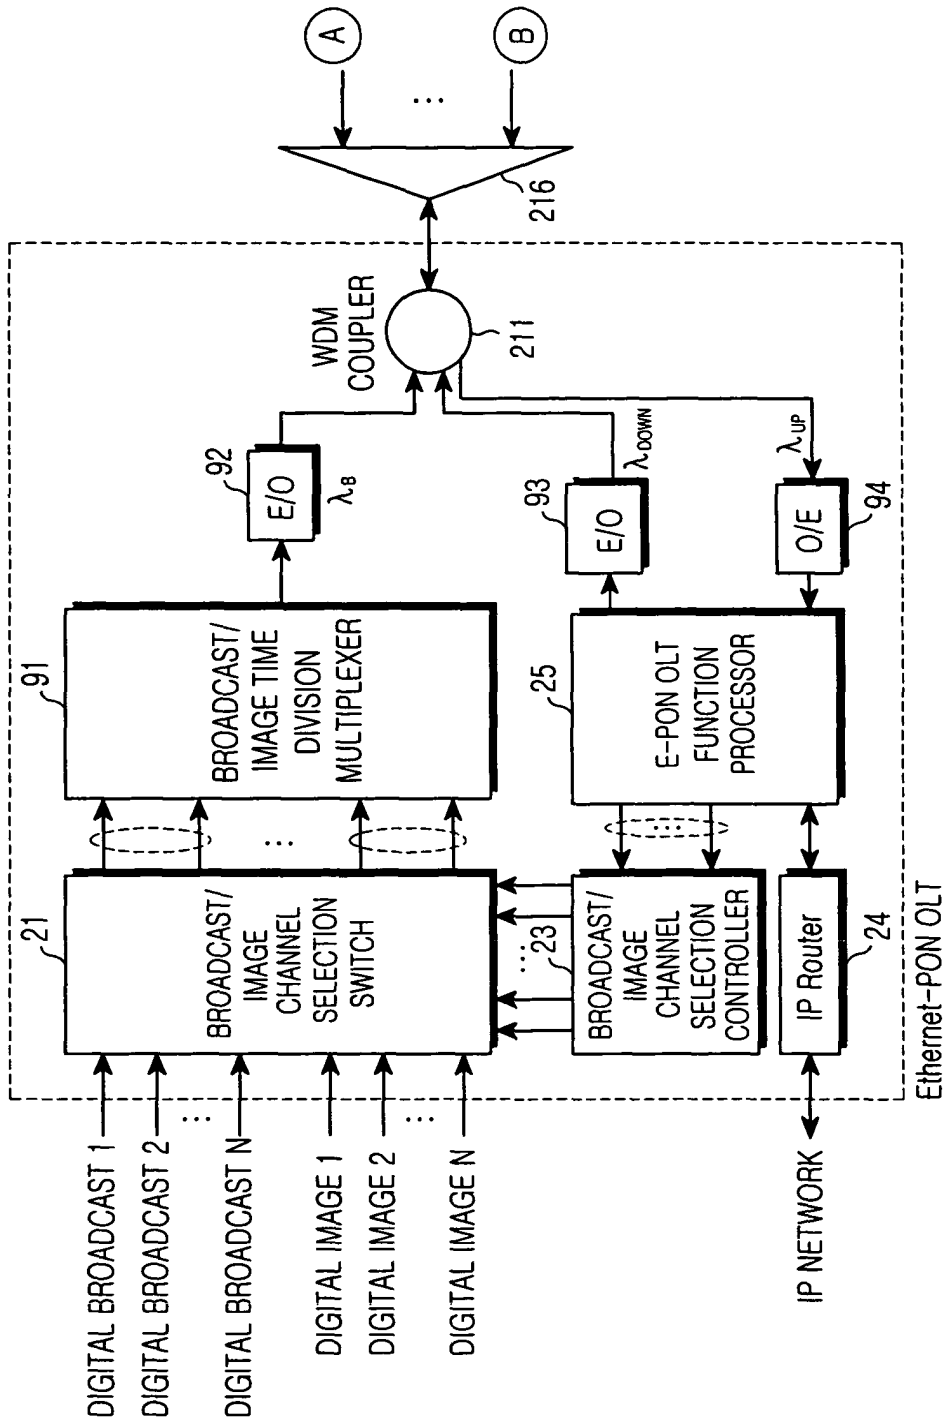 DIGITAL BROADCAST 1
DIGITAL BROADCAST 2
...
DIGITAL BROADCAST N
DIGITAL IMAGE 1
DIGITAL IMAGE 2
...
DIGITAL IMAGE N
IP NETWORK
21
BROADCAST/
IMAGE
CHANNEL
SELECTION
SWITCH
...
23
BROADCAST/
IMAGE
CHANNEL
SELECTION
CONTROLLER
IP Router
24
...
...
91
BROADCAST/
IMAGE TIME
DIVISION
MULTIPLEXER
25
E-PON OLT
FUNCTION
PROCESSOR
92
E/O
λB
93
E/O
λDOWN
λUP
O/E
94
WDM
COUPLER
211
216
A
...
B
Ethernet-PON OLT